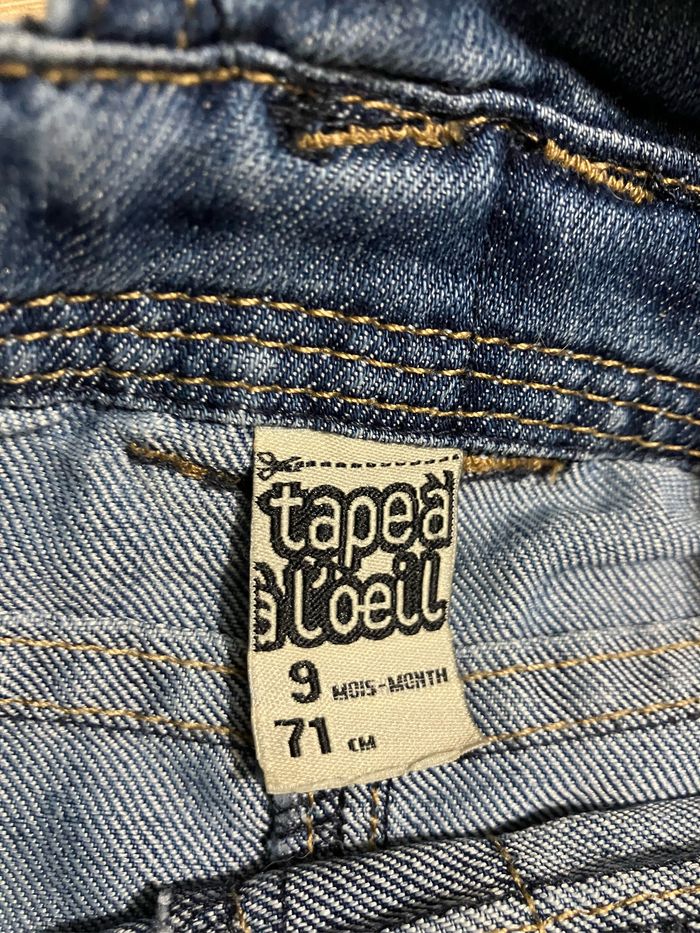 tape à
à l'oeil
9 MOIS-MONTH
71 CM